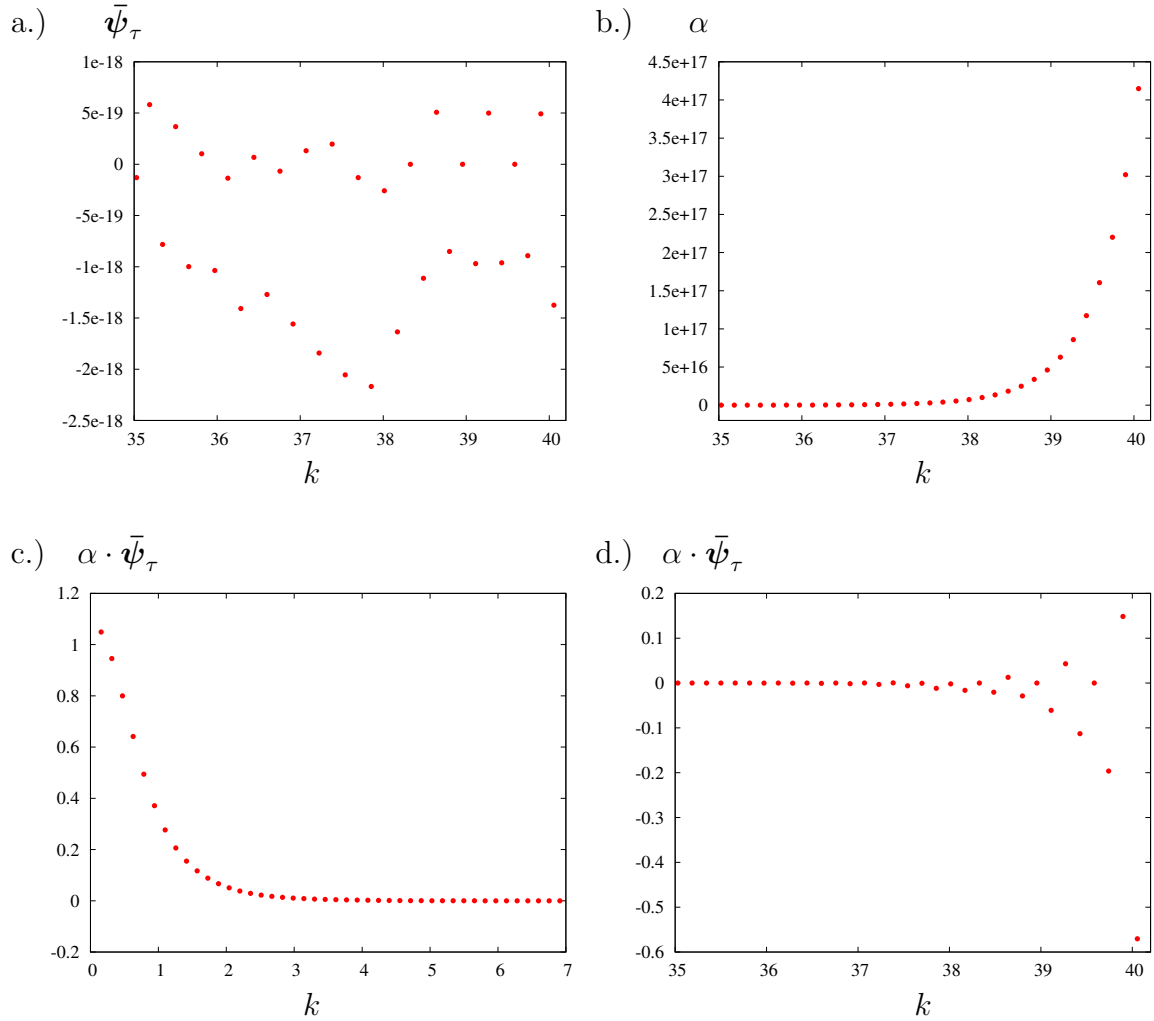 a.) ψ̄_τ
1e-18
5e-19
0
-5e-19
-1e-18
-1.5e-18
-2e-18
-2.5e-18
35 36 37 38 39 40
k
b.) α
4.5e+17
4e+17
3.5e+17
3e+17
2.5e+17
2e+17
1.5e+17
1e+17
5e+16
0
35 36 37 38 39 40
k
c.) α · ψ̄_τ
1.2
1
0.8
0.6
0.4
0.2
0
-0.2
0 1 2 3 4 5 6 7
k
d.) α · ψ̄_τ
0.2
0.1
0
-0.1
-0.2
-0.3
-0.4
-0.5
-0.6
35 36 37 38 39 40
k